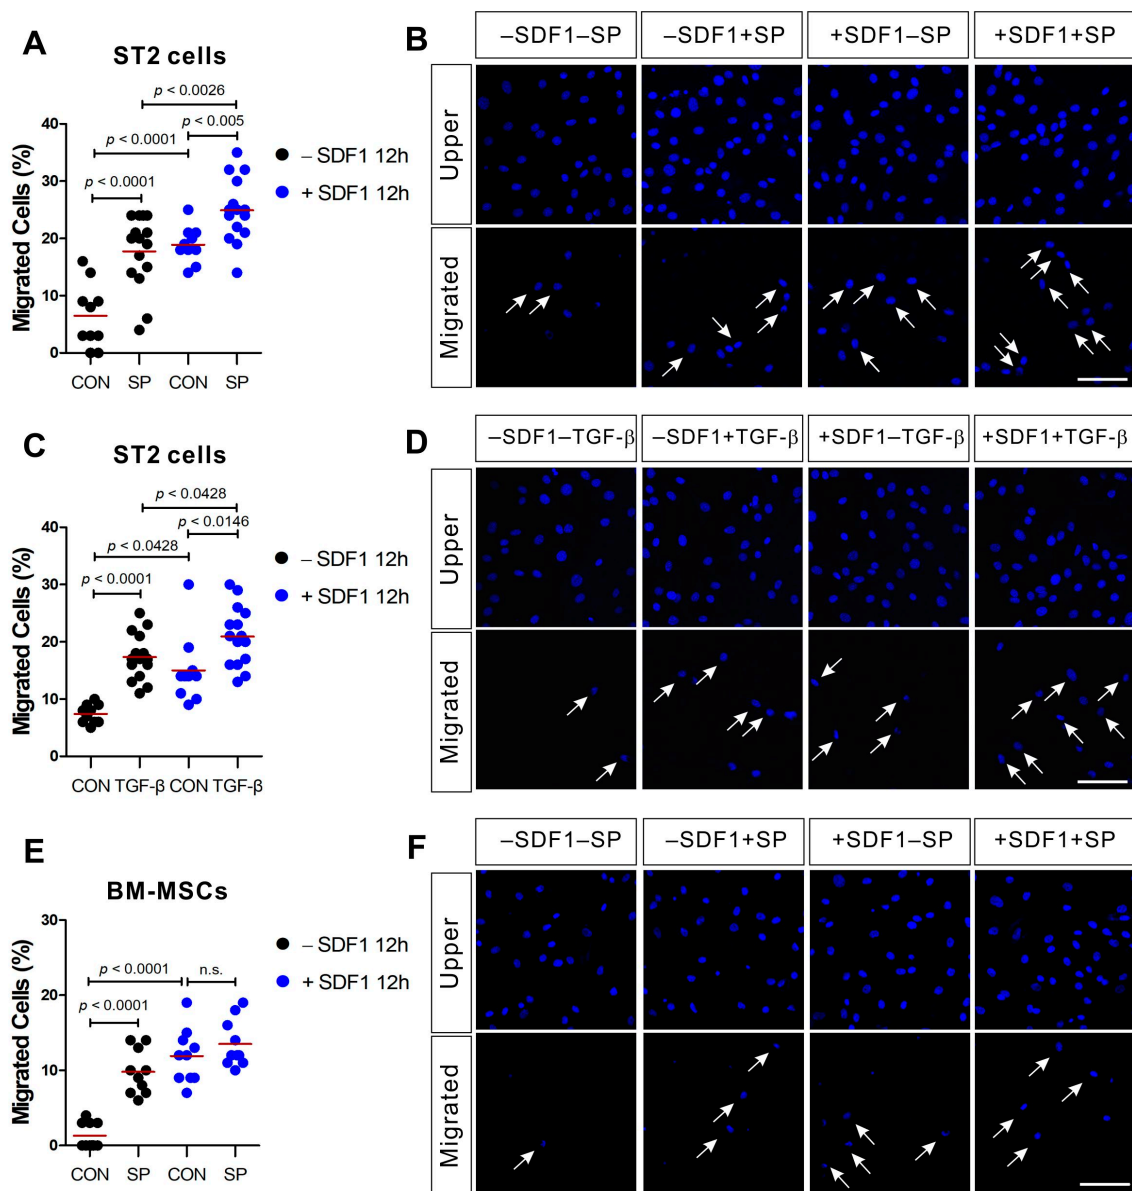 A
ST2 cells
p < 0.0026
p < 0.0001
p < 0.005
p < 0.0001
– SDF1 12h
+ SDF1 12h
Migrated Cells (%)
40
30
20
10
0
CON SP CON SP
B
–SDF1–SP –SDF1+SP +SDF1–SP +SDF1+SP
Upper
Migrated
C
ST2 cells
p < 0.0428
p < 0.0146
p < 0.0428
p < 0.0001
– SDF1 12h
+ SDF1 12h
Migrated Cells (%)
40
30
20
10
0
CON TGF-β CON TGF-β
D
–SDF1–TGF-β –SDF1+TGF-β +SDF1–TGF-β +SDF1+TGF-β
Upper
Migrated
E
BM-MSCs
p < 0.0001
n.s.
p < 0.0001
– SDF1 12h
+ SDF1 12h
Migrated Cells (%)
30
20
10
0
CON SP CON SP
F
–SDF1–SP –SDF1+SP +SDF1–SP +SDF1+SP
Upper
Migrated